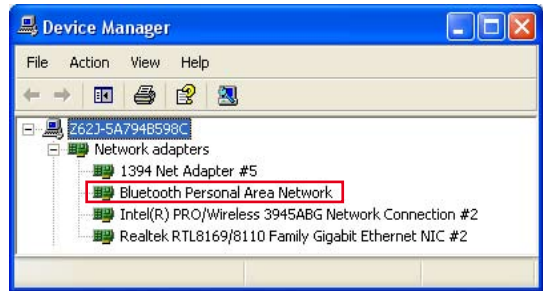 Device Manager
File Action View Help
Z62J-5A794B598C
Network adapters
1394 Net Adapter #5
Bluetooth Personal Area Network
Intel(R) PRO/Wireless 3945ABG Network Connection #2
Realtek RTL8169/8110 Family Gigabit Ethernet NIC #2